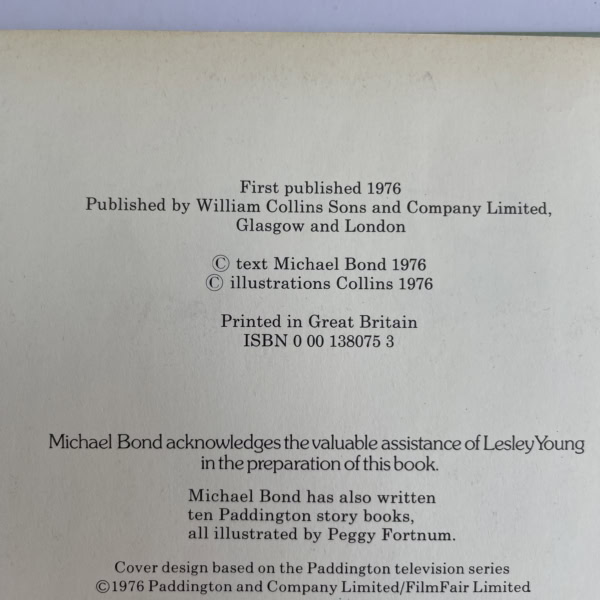 First published 1976
Published by William Collins Sons and Company Limited,
Glasgow and London
© text Michael Bond 1976
© illustrations Collins 1976
Printed in Great Britain
ISBN 0 00 138075 3
Michael Bond acknowledges the valuable assistance of Lesley Young
in the preparation of this book.
Michael Bond has also written
ten Paddington story books,
all illustrated by Peggy Fortnum.
Cover design based on the Paddington television series
©1976 Paddington and Company Limited/FilmFair Limited